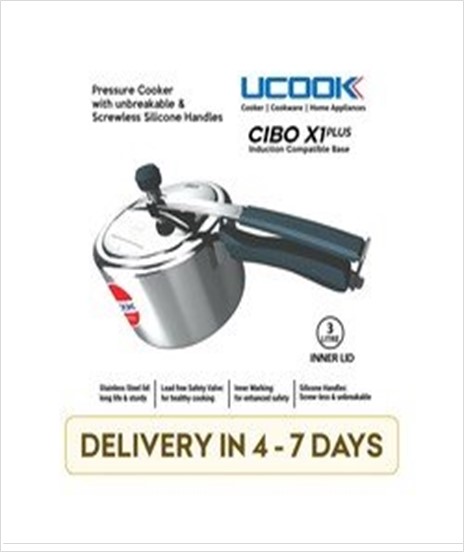 Pressure Cooker
with unbreakable &
Screwless Silicone Handles
UCOOK
Cooker | Cookware | Home Appliances
CIBO X1 PLUS
Induction Compatible Base
3
LITRE
INNER LID
Stainless Steel lid
long life & sturdy
Lead free Safety Valve
for healthy cooking
Inner Marking
for enhanced safety
Silicone Handles
Screw-less & unbreakable
DELIVERY IN 4 - 7 DAYS